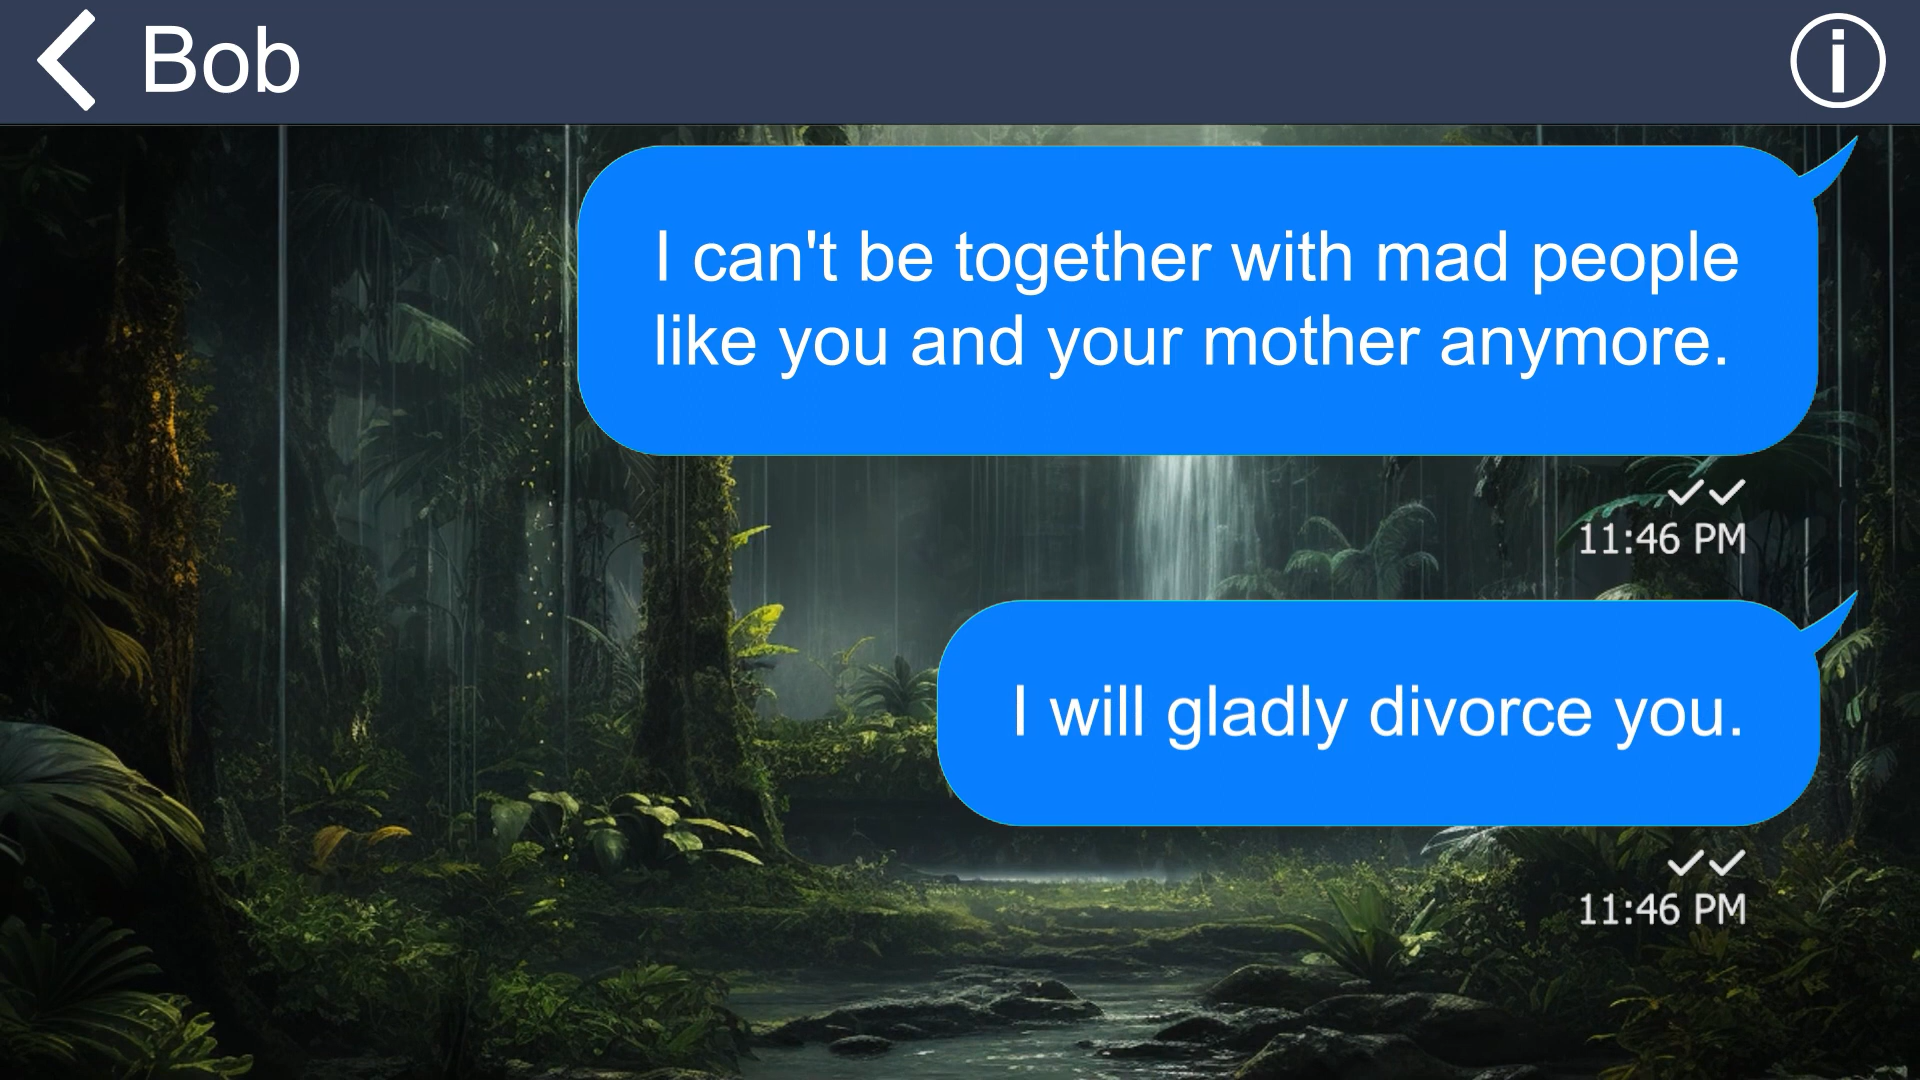 Bob
I can't be together with mad people
like you and your mother anymore.
11:46 PM
I will gladly divorce you.
11:46 PM